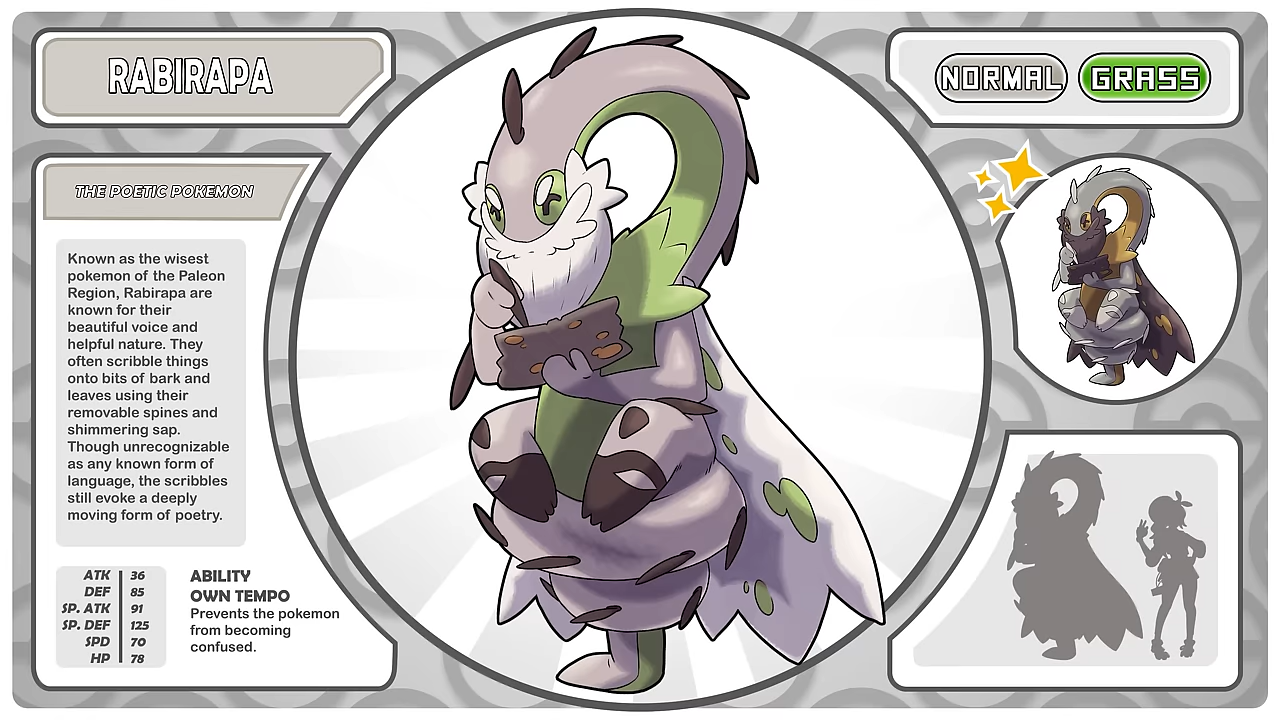 RABIRAPA
NORMAL GRASS
THE POETIC POKEMON
Known as the wisest
pokemon of the Paleon
Region, Rabirapa are
known for their
beautiful voice and
helpful nature. They
often scribble things
onto bits of bark and
leaves using their
removable spines and
shimmering sap.
Though unrecognizable
as any known form of
language, the scribbles
still evoke a deeply
moving form of poetry.
ATK 36
DEF 85
SP. ATK 91
SP. DEF 125
SPD 70
HP 78
ABILITY
OWN TEMPO
Prevents the pokemon
from becoming
confused.